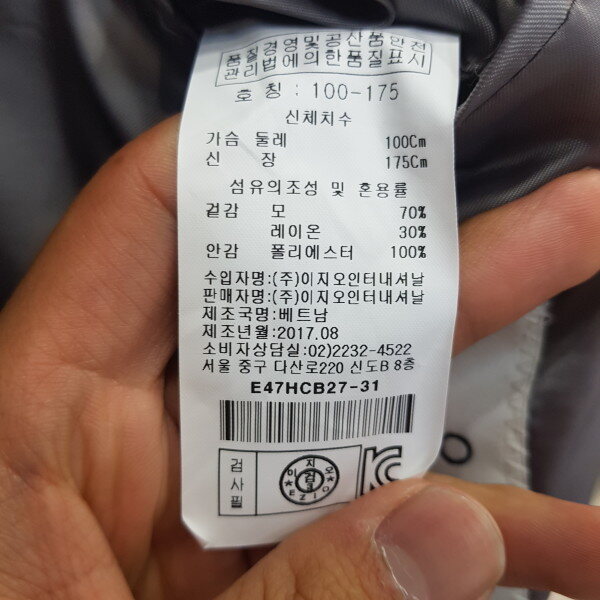 품질경영및공산품안전
관리법에의한품질표시
호칭 : 100-175
신체치수
가슴 둘레 100Cm
신 장 175Cm
섬유의조성 및 혼용률
겉감 모 70%
레이온 30%
안감 폴리에스터 100%
수입자명:(주)이지오인터내셔날
판매자명:(주)이지오인터내셔날
제조국명:베트남
제조년월:2017.08
소비자상담실:02)2232-4522
서울 중구 다산로220 신도B 8층
E47HCB27-31
검사필
이지오
검
EZIO
KC